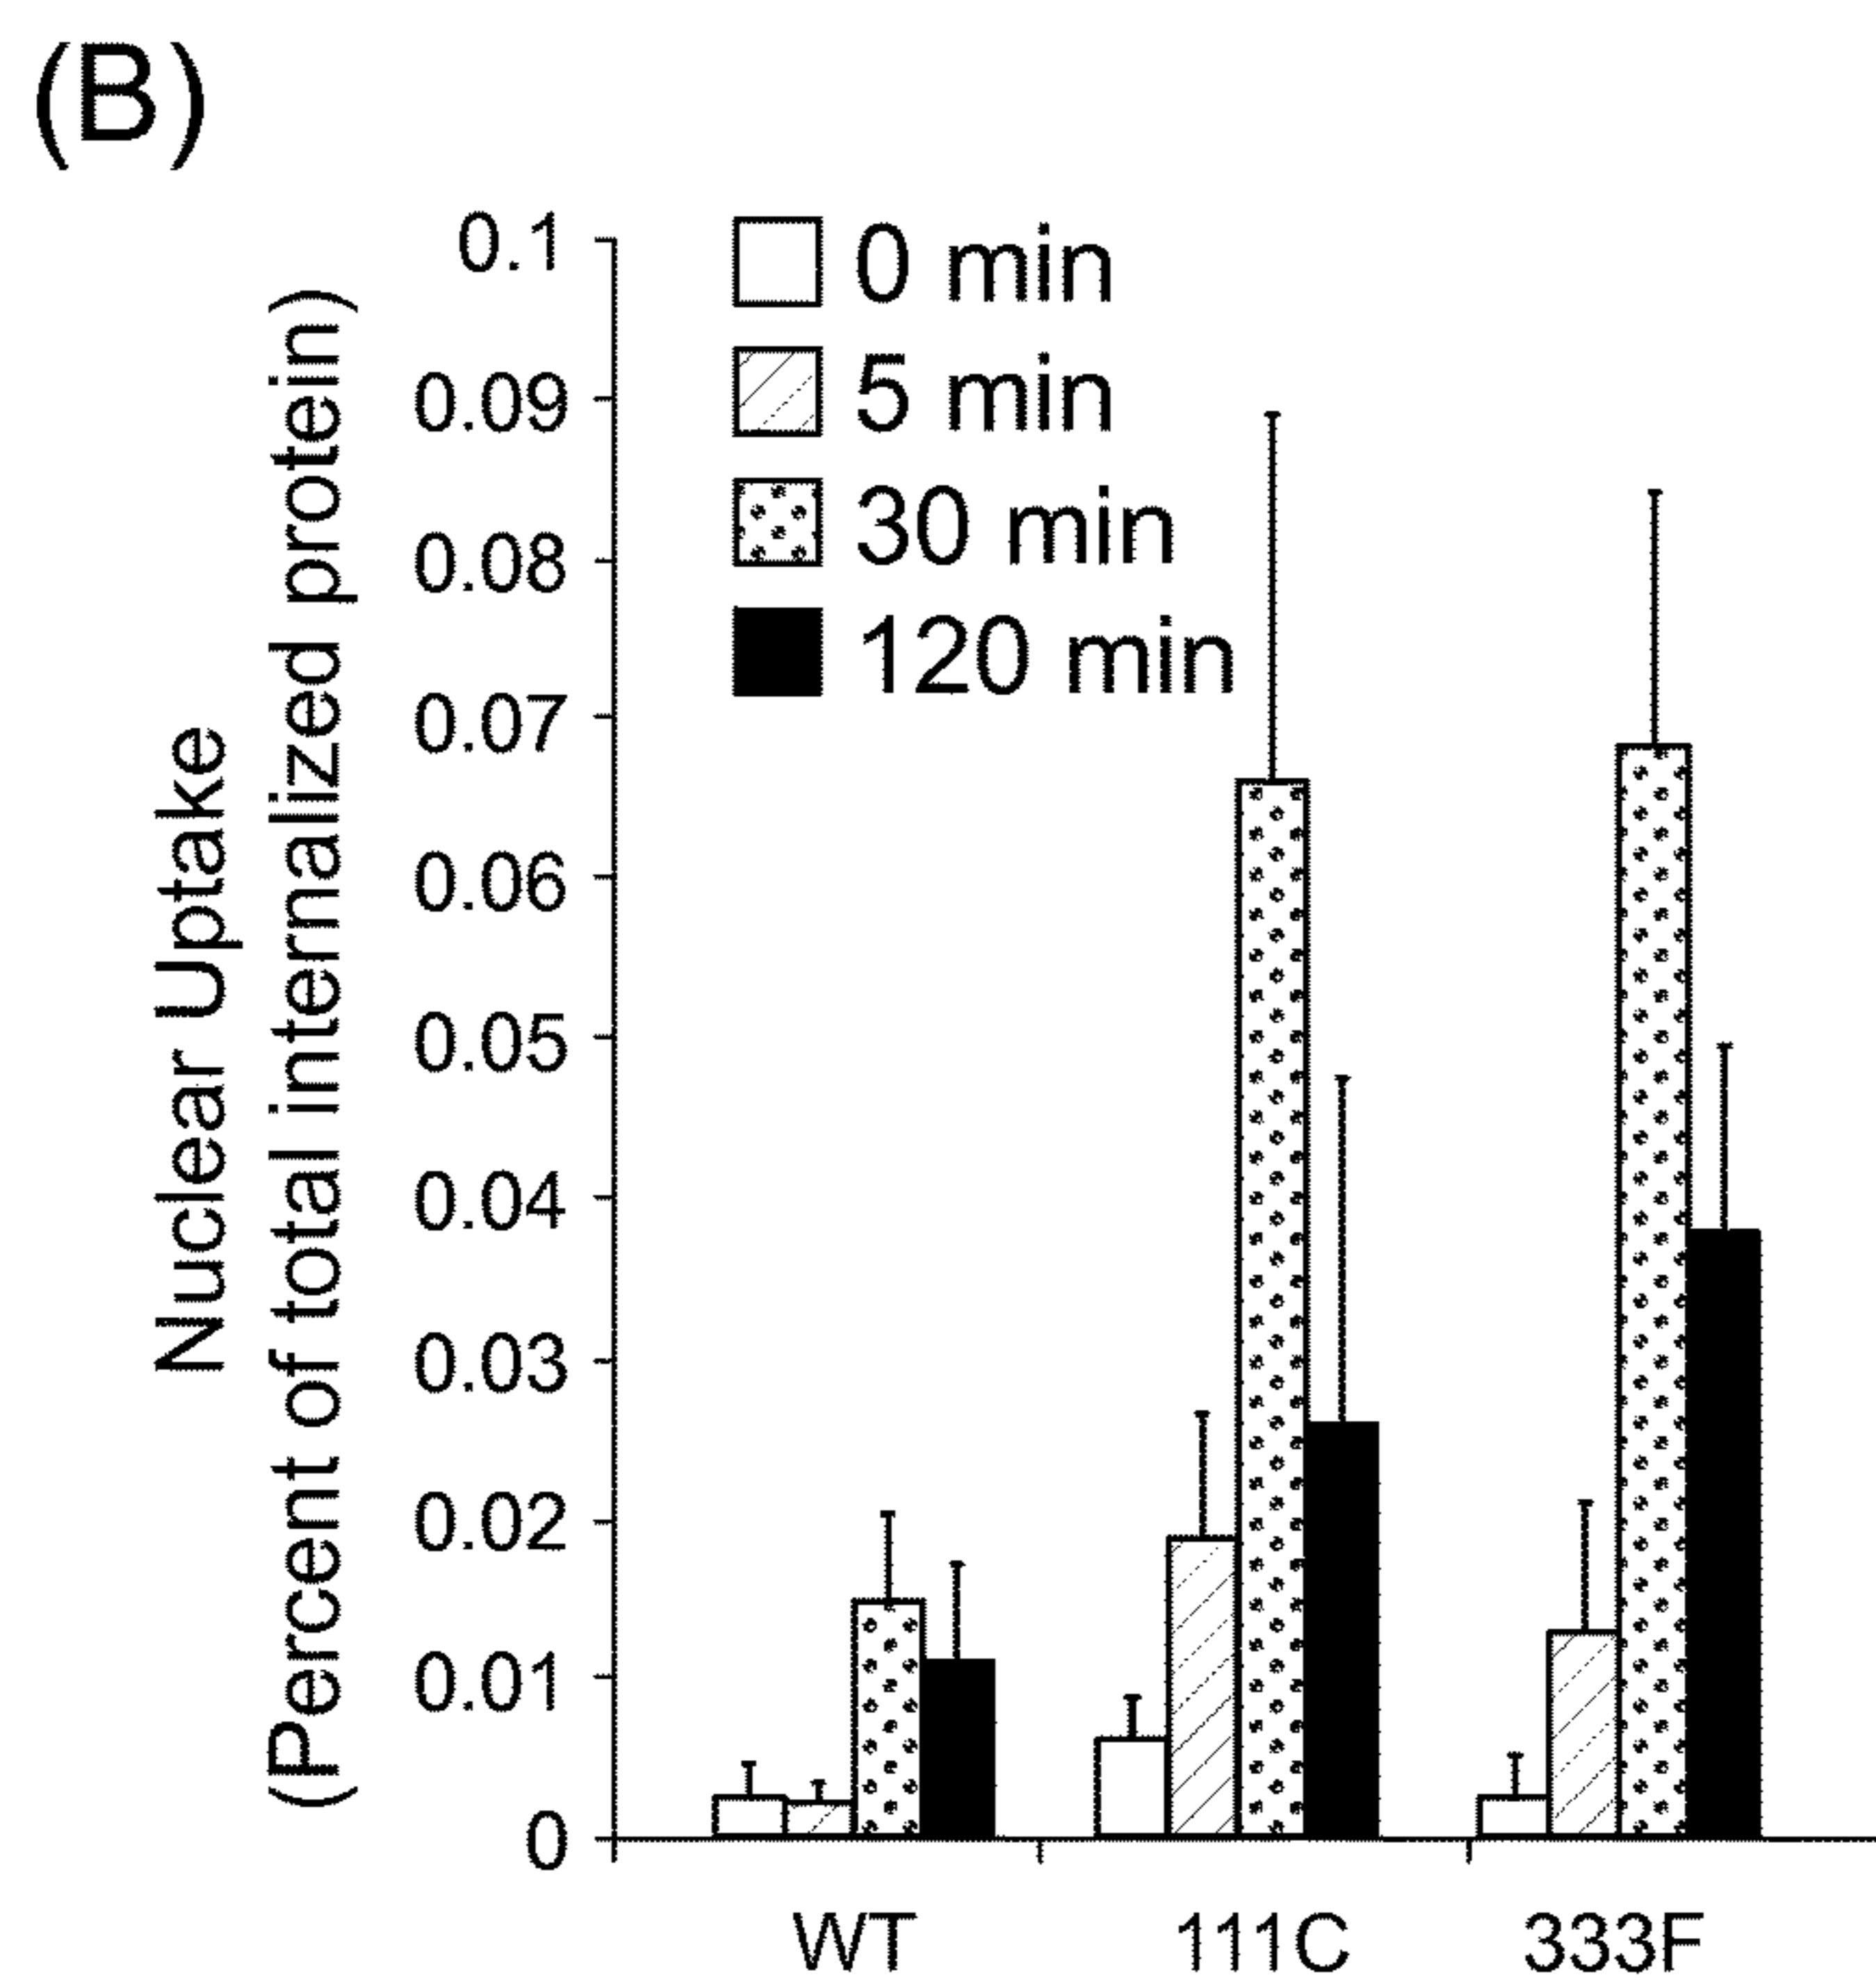 (B)
Nuclear Uptake
(Percent of total internalized protein)
0.1
0.09
0.08
0.07
0.06
0.05
0.04
0.03
0.02
0.01
0
0 min
5 min
30 min
120 min
WT
111C
333F